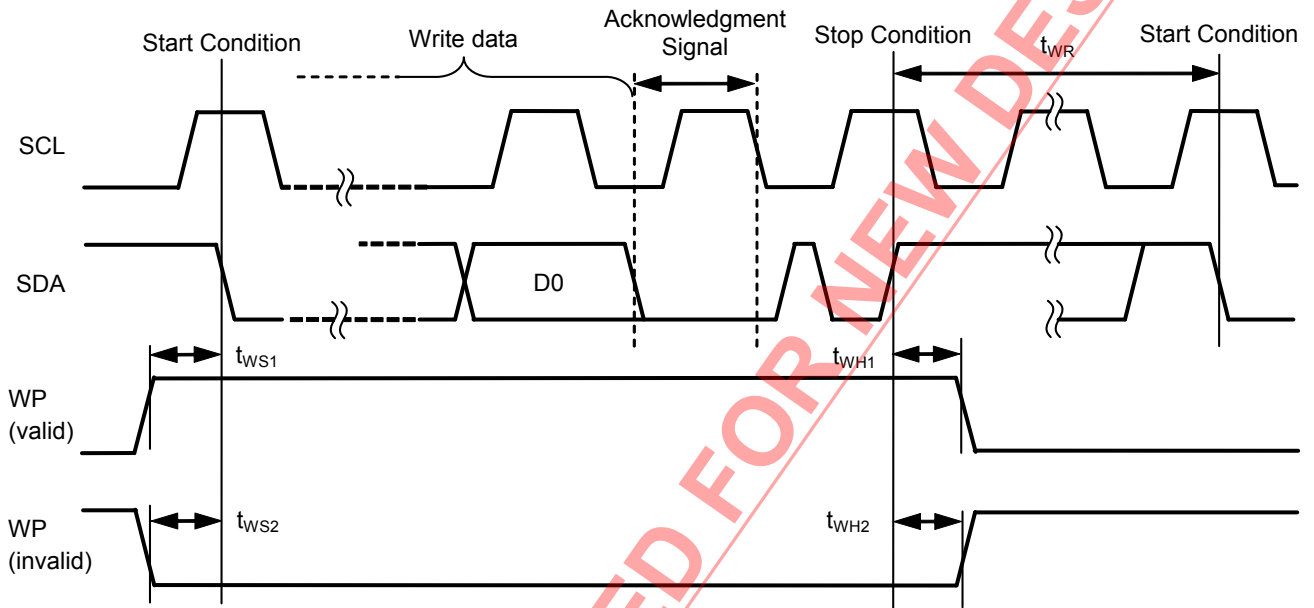 Start Condition
Write data
Acknowledgment
Signal
Stop Condition
tWR
Start Condition
SCL
SDA
D0
tWS1
tWH1
WP
(valid)
tWS2
tWH2
WP
(invalid)
ED FOR NEW DES